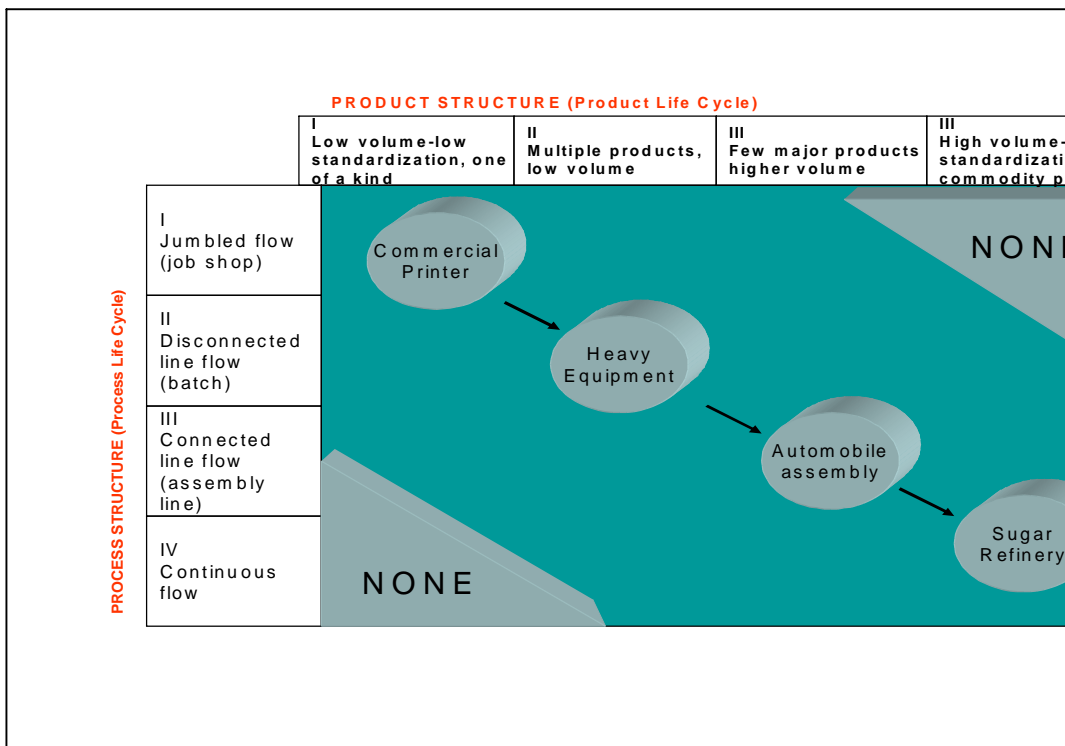 PRODUCT STRUCTURE (Product Life Cycle)
I
Low volume-low
standardization, one
of a kind
II
Multiple products,
low volume
III
Few major products
higher volume
III
High volume-
standardizati
commodity p
PROCESS STRUCTURE (Process Life Cycle)
I
Jumbled flow
(job shop)
II
Disconnected
line flow
(batch)
III
Connected
line flow
(assembly
line)
IV
Continuous
flow
Commercial
Printer
Heavy
Equipment
Automobile
assembly
Sugar
Refinery
NON
NONE